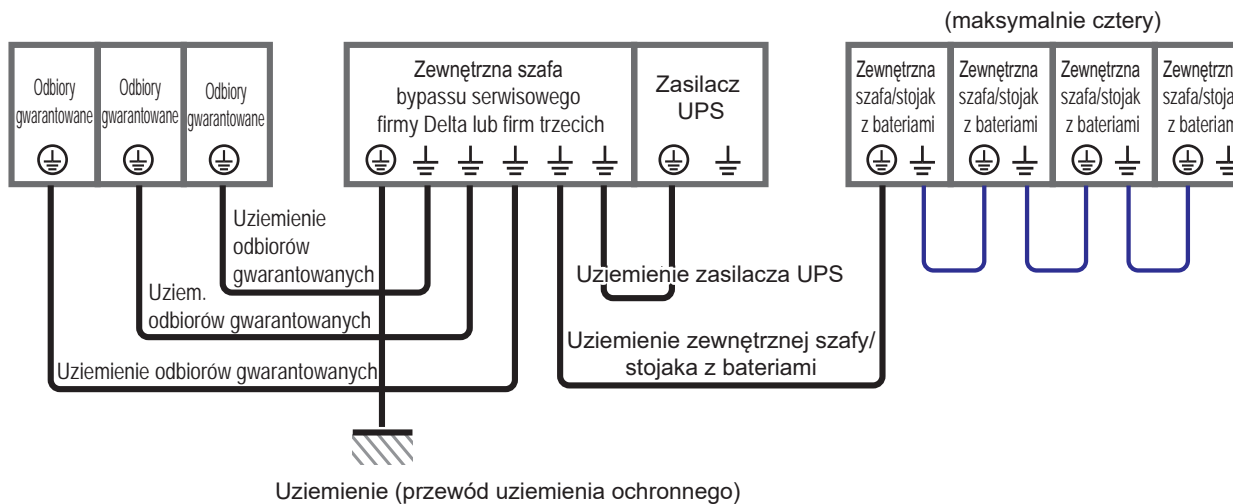 (maksymalnie cztery)
Odbiory
gwarantowane
Odbiory
gwarantowane
Odbiory
gwarantowane
Zewnętrzna szafa
bypassu serwisowego
firmy Delta lub firm trzecich
Zasilacz
UPS
Zewnętrzna
szafa/stojak
z bateriami
Zewnętrzna
szafa/stojak
z bateriami
Zewnętrzna
szafa/stojak
z bateriami
z
Uziemienie
odbiorów
gwarantowanych
Uziem.
odbiorów gwarantowanych
Uziemienie odbiorów gwarantowanych
Uziemienie zasilacza UPS
Uziemienie zewnętrznej szafy/
stojaka z bateriami
Uziemienie (przewód uziemienia ochronnego)